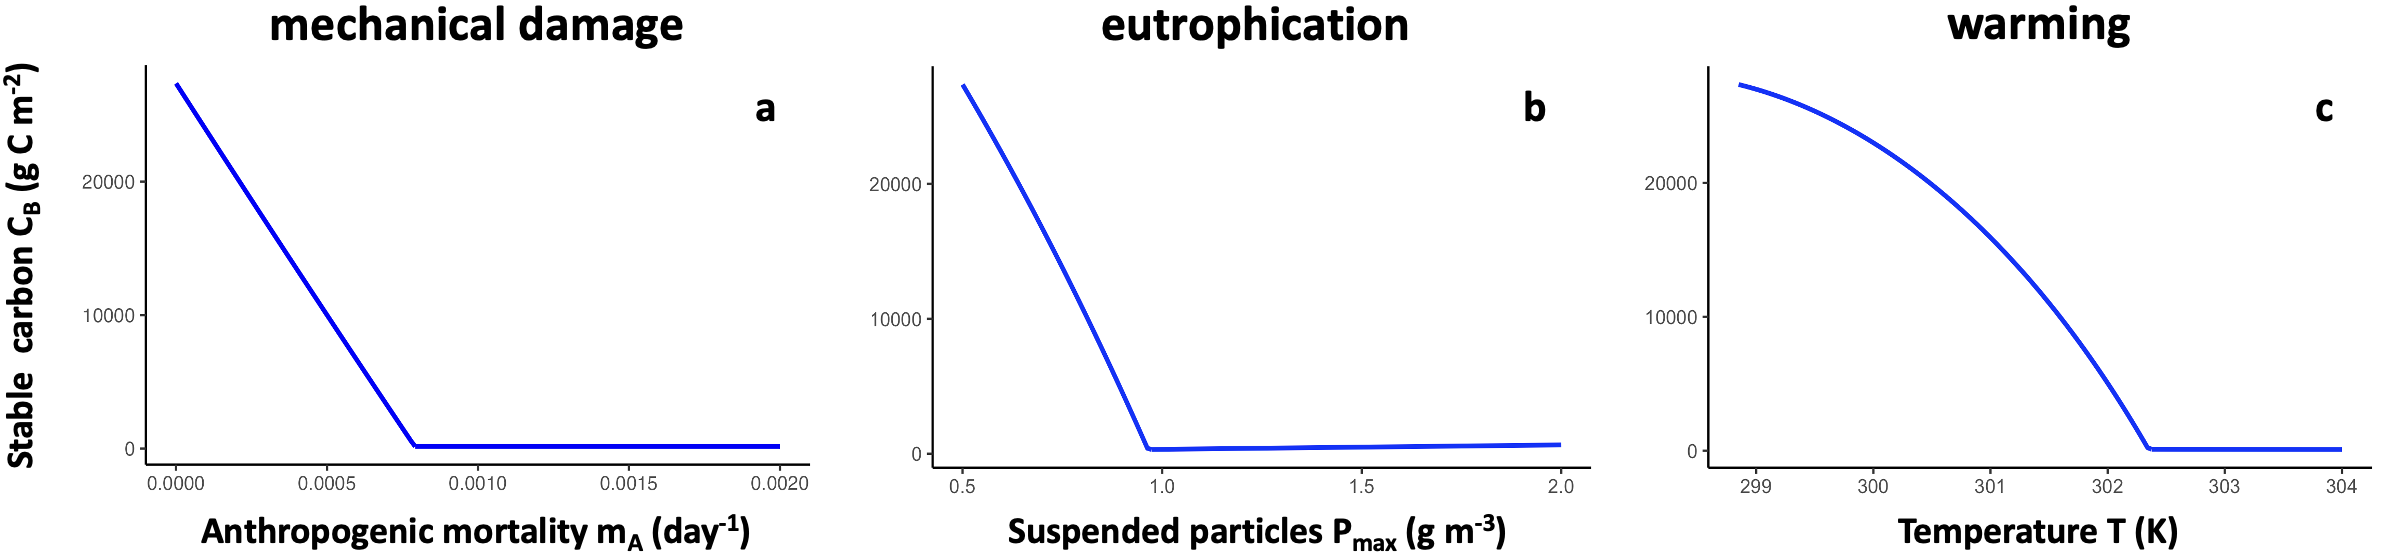 mechanical damage
eutrophication
warming
Stable carbon C_B (g C m^-2)
a
20000
10000
0
0.0000 0.0005 0.0010 0.0015 0.0020
Anthropogenic mortality m_A (day^-1)
b
20000
10000
0
0.5 1.0 1.5 2.0
Suspended particles P_max (g m^-3)
c
20000
10000
0
299 300 301 302 303 304
Temperature T (K)